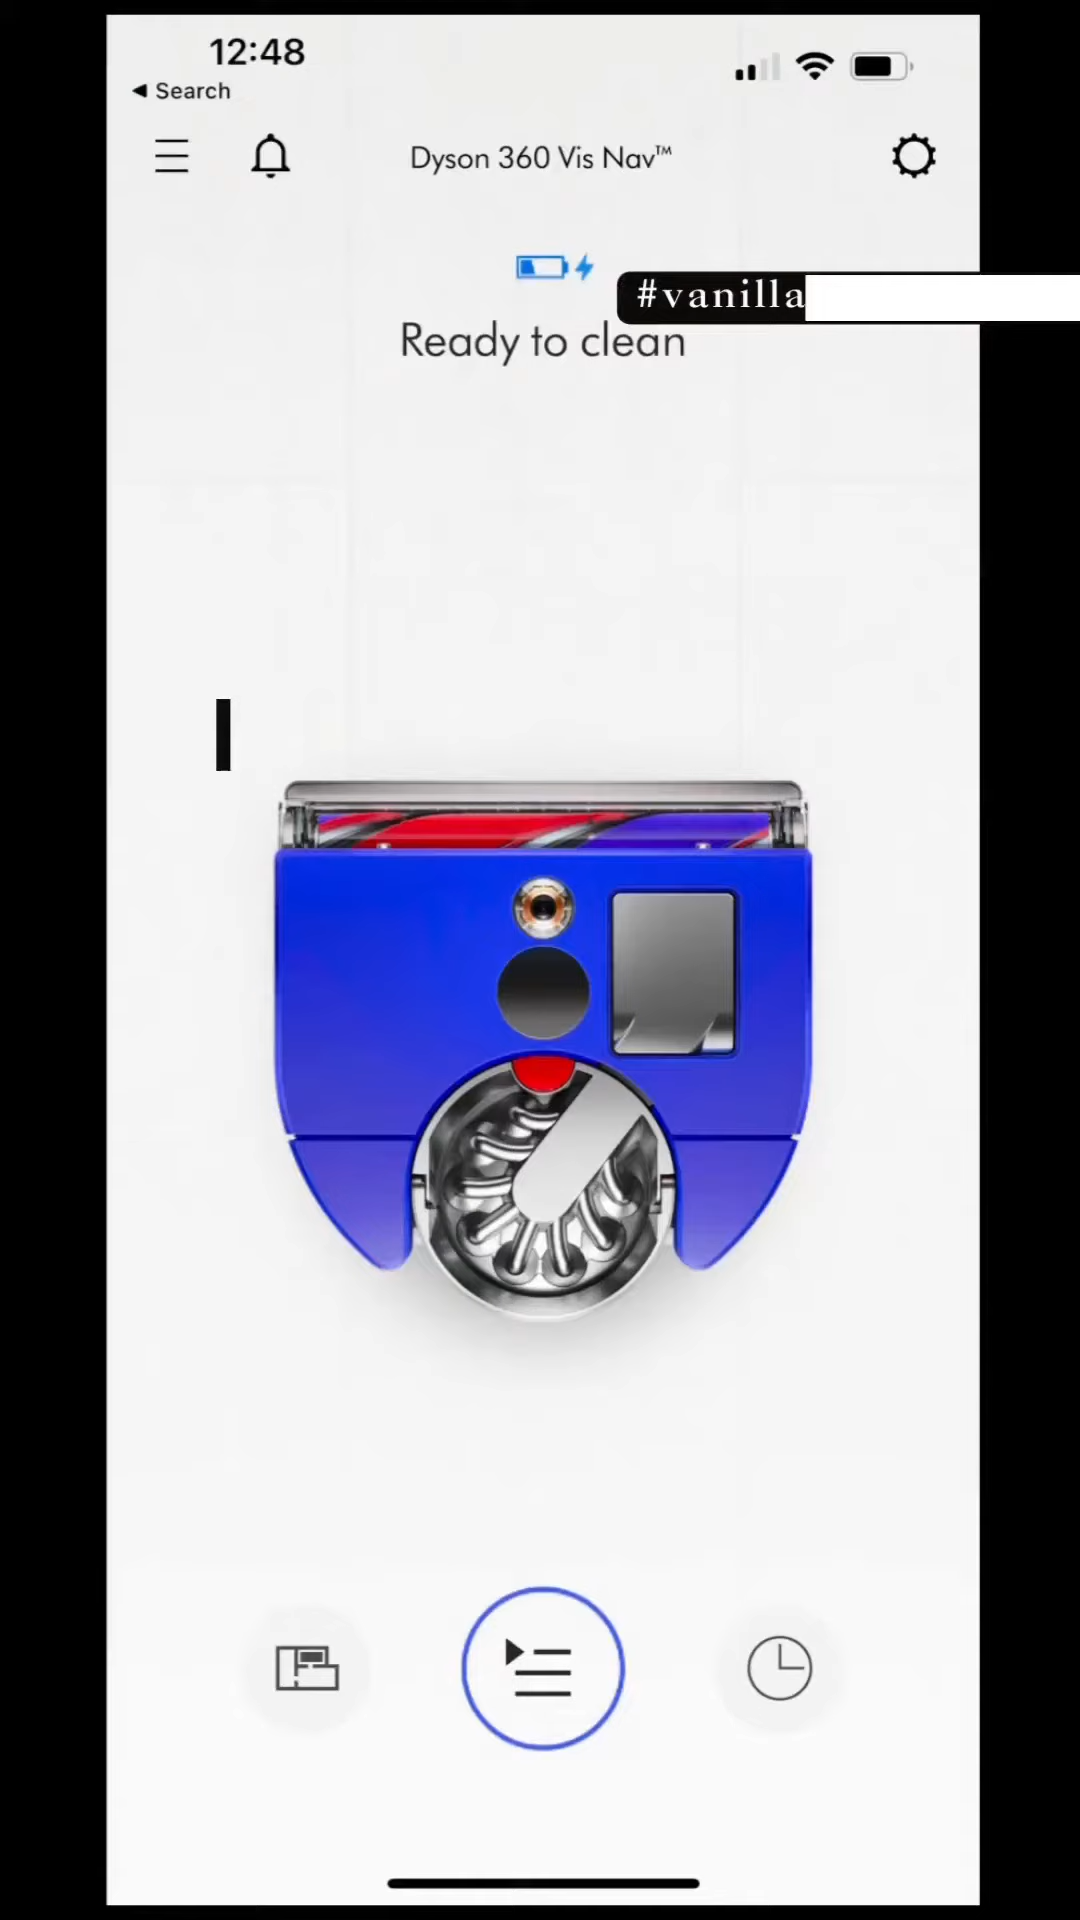 12:48
◀ Search
Dyson 360 Vis Nav™
#vanilla
Ready to clean